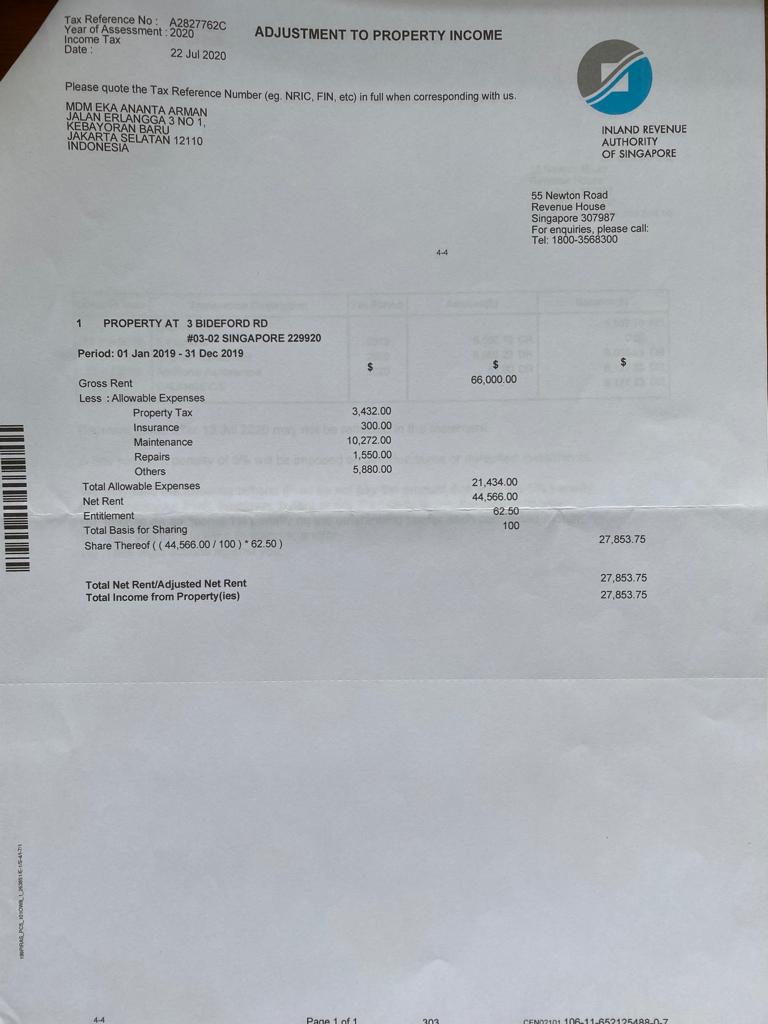 Tax Reference No : A2827762C
Year of Assessment : 2020
Income Tax
Date : 22 Jul 2020
ADJUSTMENT TO PROPERTY INCOME
Please quote the Tax Reference Number (eg. NRIC, FIN, etc) in full when corresponding with us.
MDM EKA ANANTA ARMAN
JALAN ERLANGGA 3 NO 1,
KEBAYORAN BARU
JAKARTA SELATAN 12110
INDONESIA
INLAND REVENUE
AUTHORITY
OF SINGAPORE
55 Newton Road
Revenue House
Singapore 307987
For enquiries, please call:
Tel: 1800-3568300
4-4
1 PROPERTY AT 3 BIDEFORD RD
#03-02 SINGAPORE 229920
Period: 01 Jan 2019 - 31 Dec 2019
$ $ $
Gross Rent 66,000.00
Less : Allowable Expenses
Property Tax 3,432.00
Insurance 300.00
Maintenance 10,272.00
Repairs 1,550.00
Others 5,880.00
Total Allowable Expenses 21,434.00
Net Rent 44,566.00
Entitlement 62.50
Total Basis for Sharing 100
Share Thereof ( ( 44,566.00 / 100 ) * 62.50 ) 27,853.75
Total Net Rent/Adjusted Net Rent 27,853.75
Total Income from Property(ies) 27,853.75
4-4 Page 1 of 1 303 CEN02101 106-11-652125488-0-7